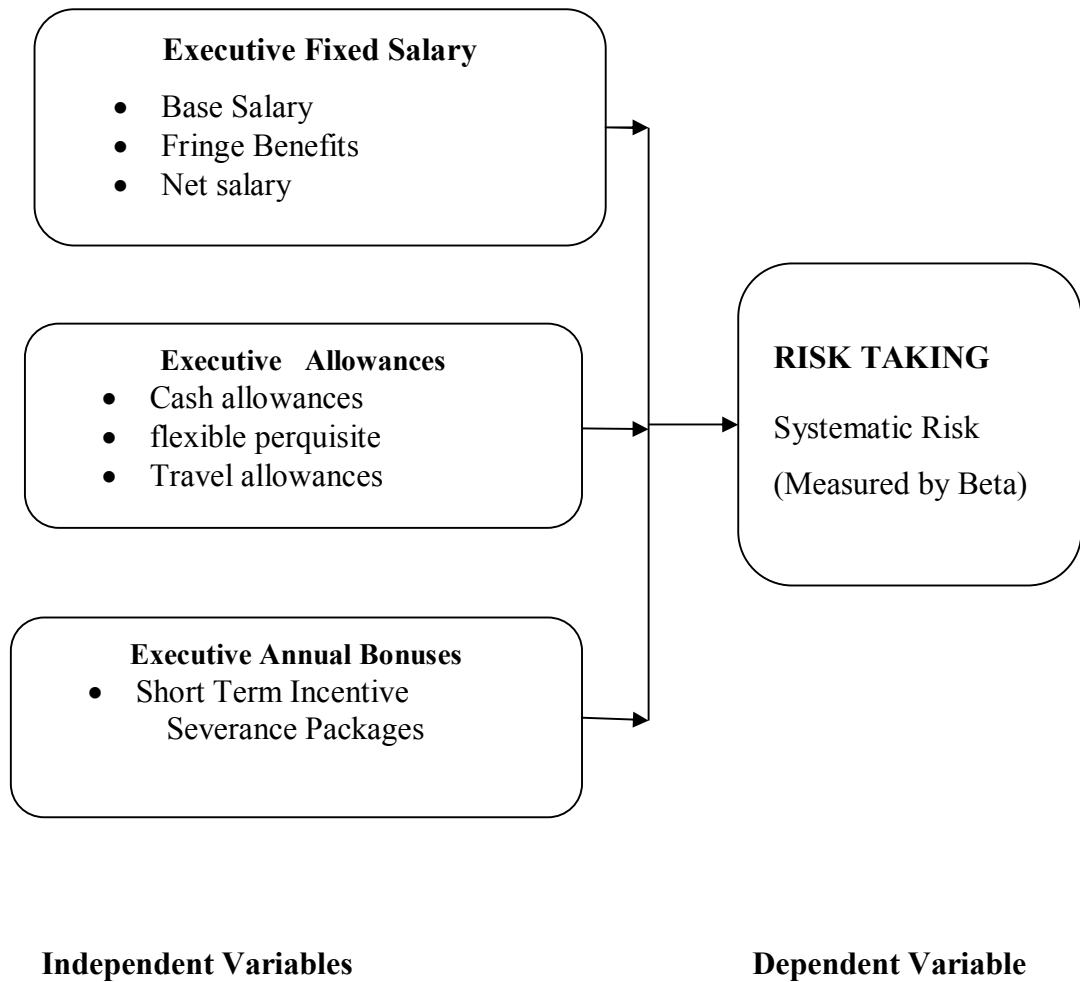 Executive Fixed Salary
• Base Salary
• Fringe Benefits
• Net salary
Executive Allowances
• Cash allowances
• flexible perquisite
• Travel allowances
Executive Annual Bonuses
• Short Term Incentive
Severance Packages
RISK TAKING
Systematic Risk
(Measured by Beta)
Independent Variables
Dependent Variable